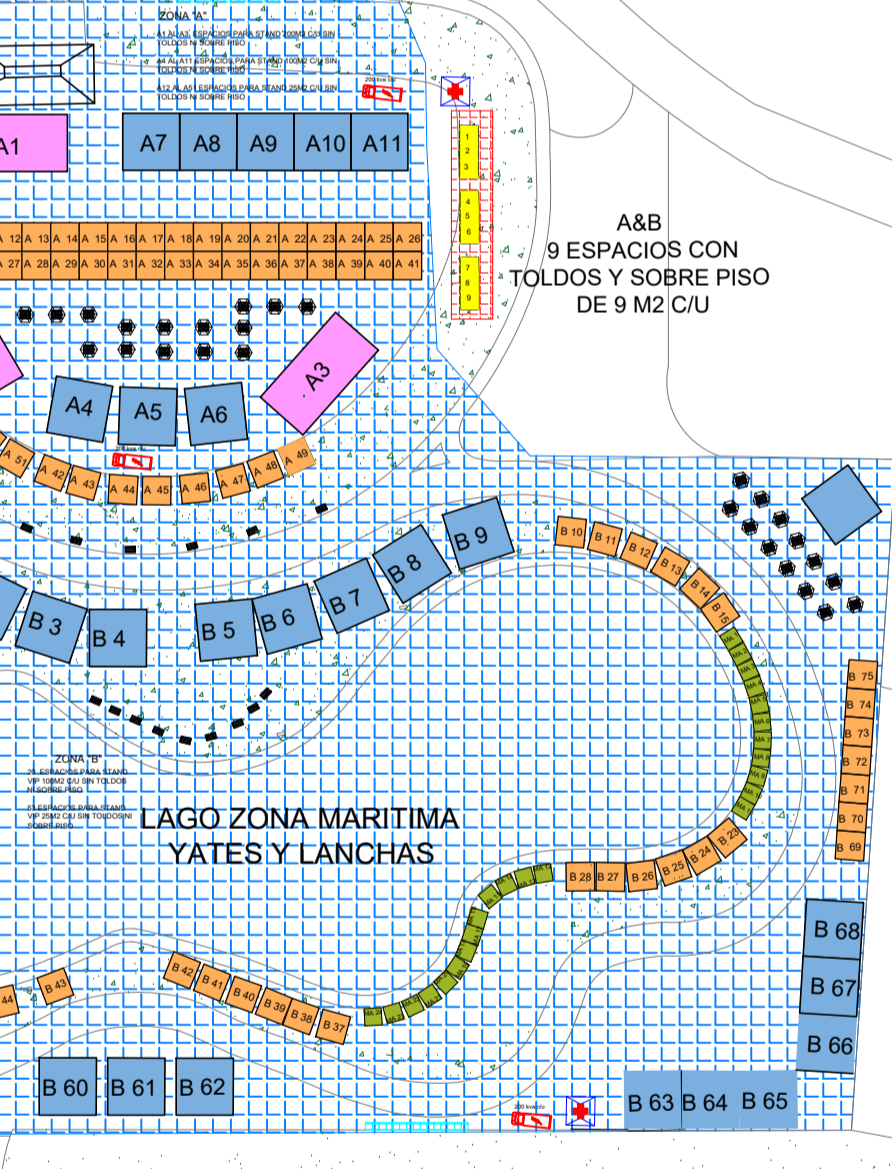 ZONA "A"
A1 AL A3, ESPACIOS PARA STAND 200M2 C/U SIN
TOLDOS NI SOBRE PISO
A4 AL A11 ESPACIOS PARA STAND 100M2 C/U SIN
TOLDOS NI SOBRE PISO
A12 AL A51 ESPACIOS PARA STAND 25M2 C/U SIN
TOLDOS NI SOBRE PISO
200 kva c/u
A1
A7 A8 A9 A10 A11
1
2
3
4
5
6
7
8
9
A&B
9 ESPACIOS CON
TOLDOS Y SOBRE PISO
DE 9 M2 C/U
A 12 A 13 A 14 A 15 A 16 A 17 A 18 A 19 A 20 A 21 A 22 A 23 A 24 A 25 A 26
A 27 A 28 A 29 A 30 A 31 A 32 A 33 A 34 A 35 A 36 A 37 A 38 A 39 A 40 A 41
A3
A4 A5 A6
200 kva c/u
A 51 A 42 A 43 A 44 A 45 A 46 A 47 A 48 A 49
B 3 B 4 B 5 B 6 B 7 B 8 B 9
B 10 B 11 B 12 B 13 B 14 B 15
B 75
B 74
B 73
B 72
B 71
B 70
B 69
ZONA "B"
ESPACIOS PARA STAND
VIP 100M2 C/U SIN TOLDOS
NI SOBRE PISO
53 ESPACIOS PARA STAND
VIP 25M2 C/U SIN TOLDOS NI
SOBRE PISO
LAGO ZONA MARITIMA
YATES Y LANCHAS
B 28 B 27 B 26 B 25 B 24 B 23
B 68
B 67
B 66
44 B 43 B 42 B 41 B 40 B 39 B 38 B 37
B 60 B 61 B 62
200 kva c/u
B 63 B 64 B 65